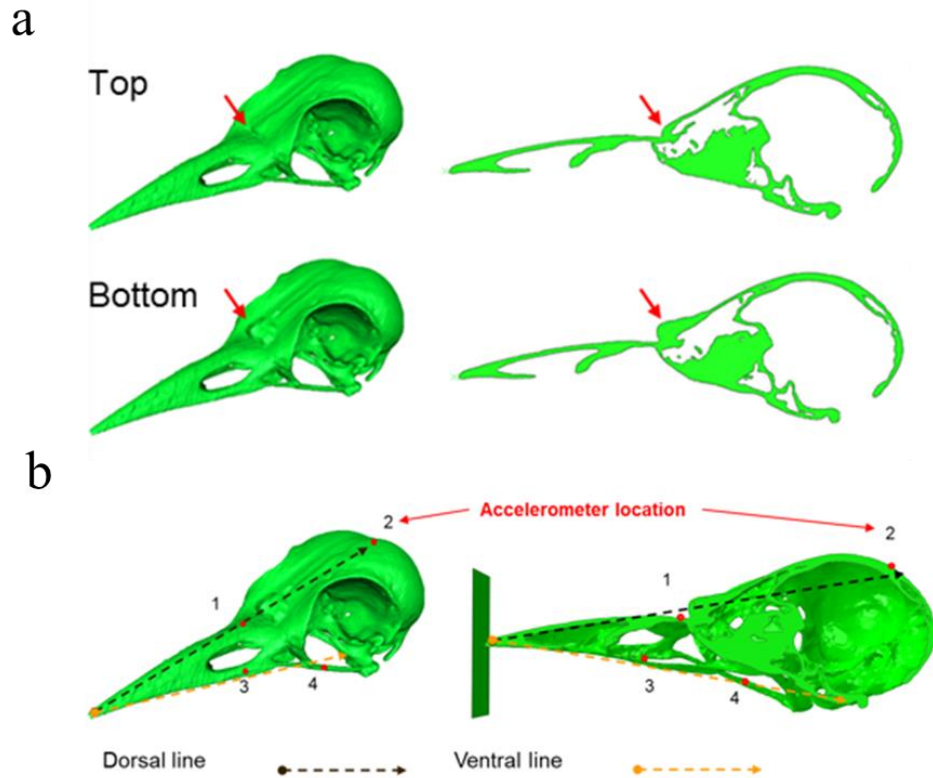 a
Top
Bottom
b
Accelerometer location
2
2
1
1
3
4
3
4
Dorsal line
Ventral line